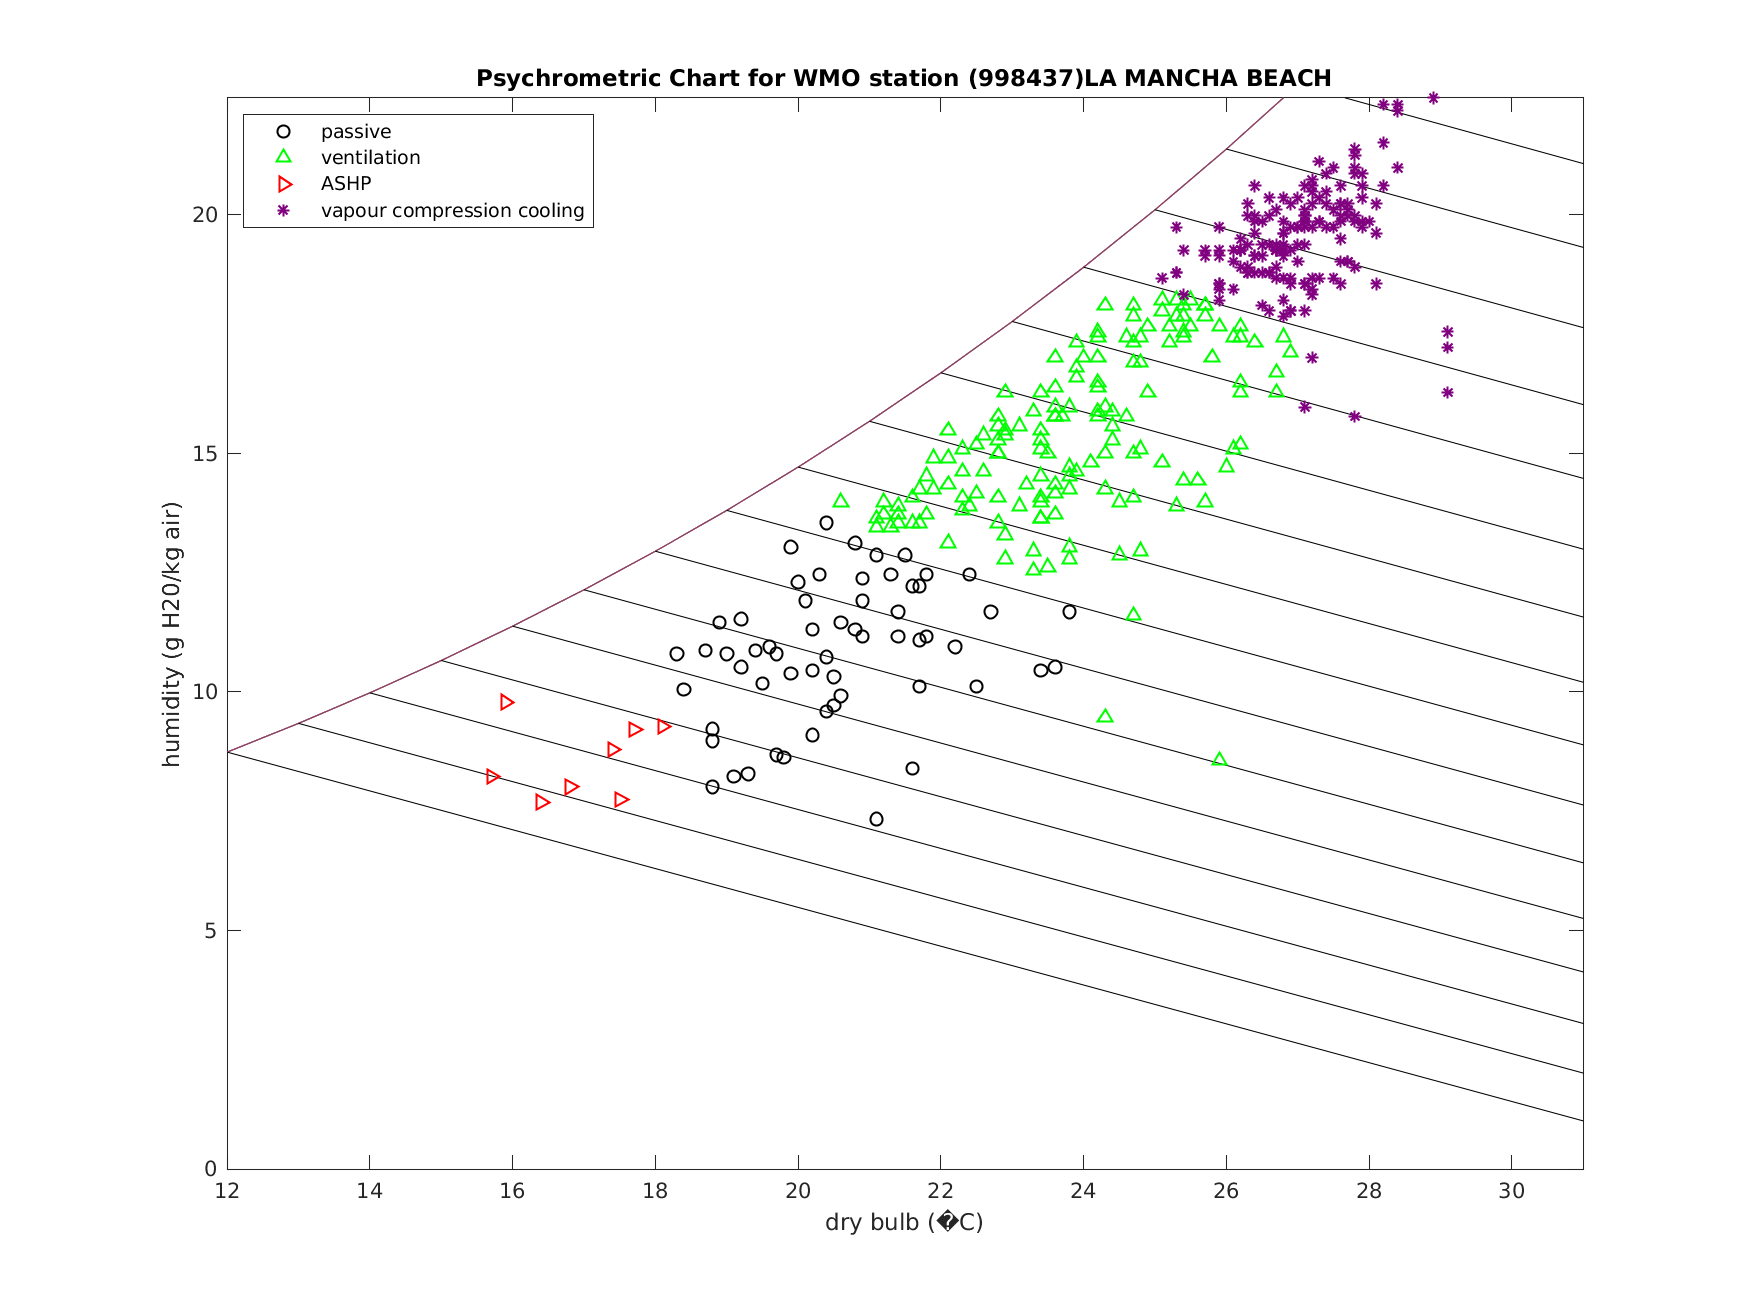 Psychrometric Chart for WMO station (998437)LA MANCHA BEACH
passive
ventilation
ASHP
vapour compression cooling
humidity (g H20/kg air)
20
15
10
5
0
12 14 16 18 20 22 24 26 28 30
dry bulb (�C)